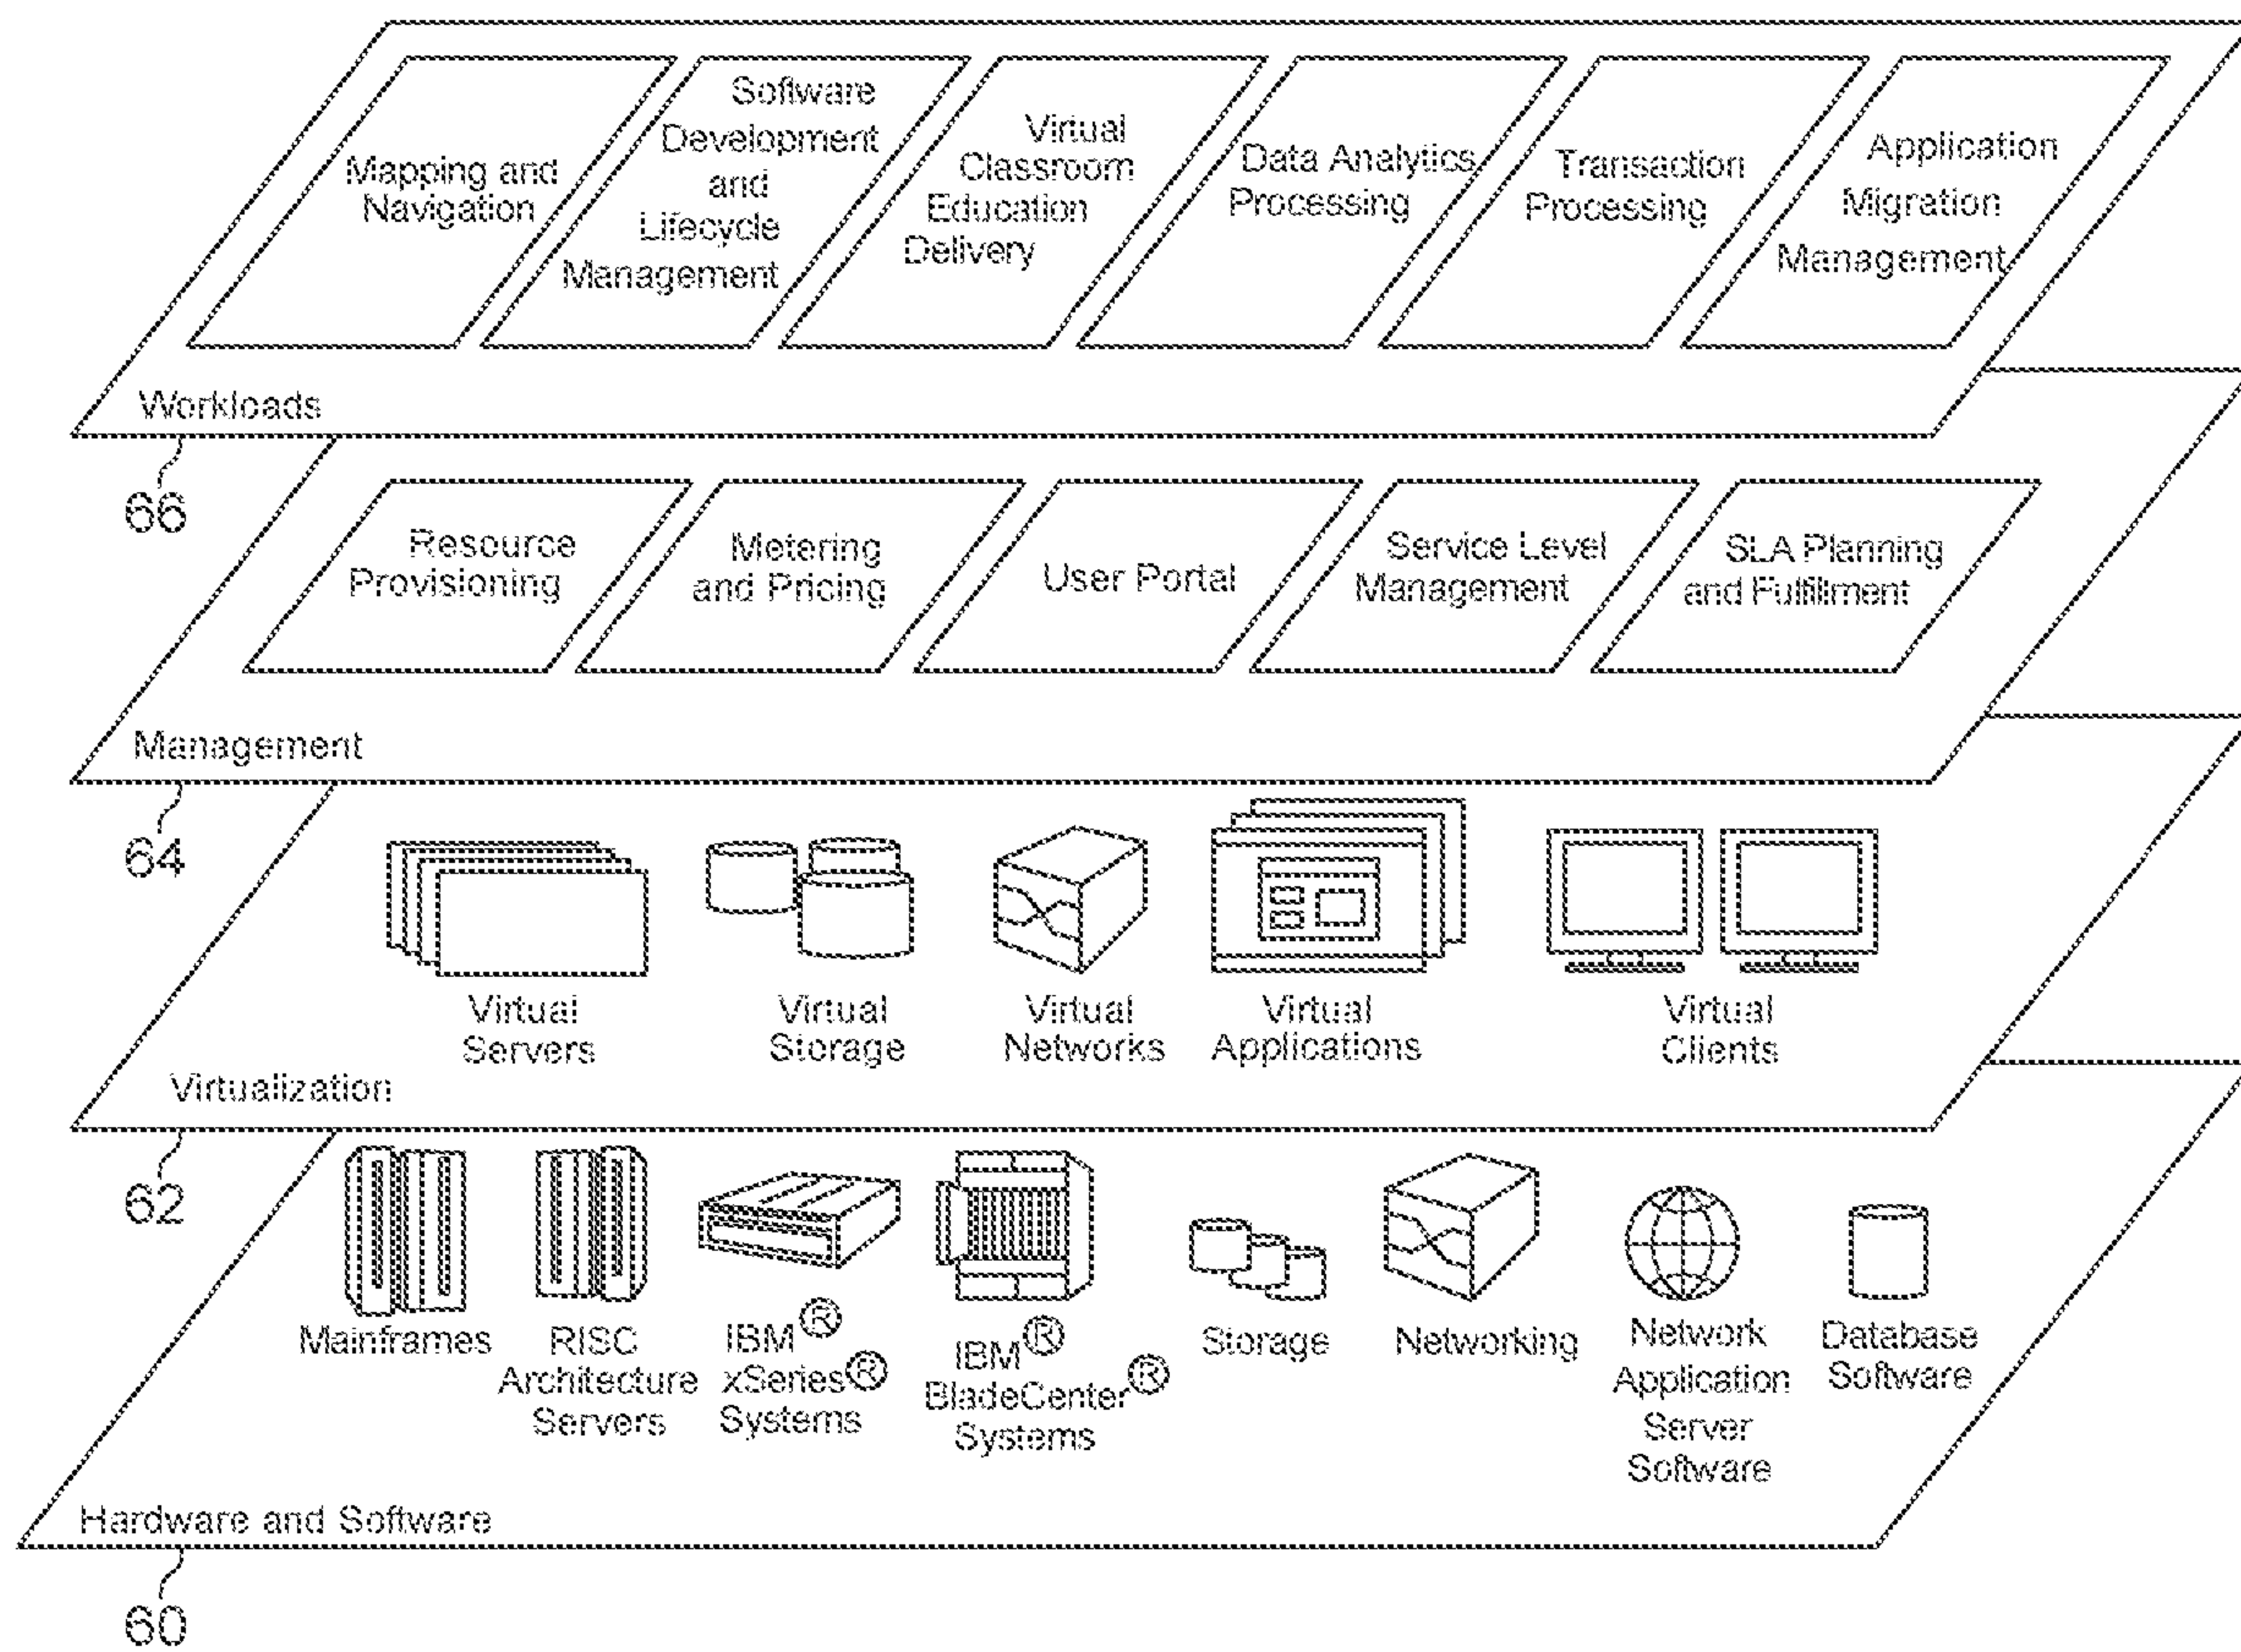 Mapping and
Navigation
Software
Development
and
Lifecycle
Management
Virtual
Classroom
Education
Delivery
Data Analytics
Processing
Transaction
Processing
Application
Migration
Management
Workloads
66
Resource
Provisioning
Metering
and Pricing
User Portal
Service Level
Management
SLA Planning
and Fulfillment
Management
64
Virtual
Servers
Virtual
Storage
Virtual
Networks
Virtual
Applications
Virtual
Clients
Virtualization
62
Mainframes
RISC
Architecture
Servers
IBM®
xSeries®
Systems
IBM®
BladeCenter®
Systems
Storage
Networking
Network
Application
Server
Software
Database
Software
Hardware and Software
60